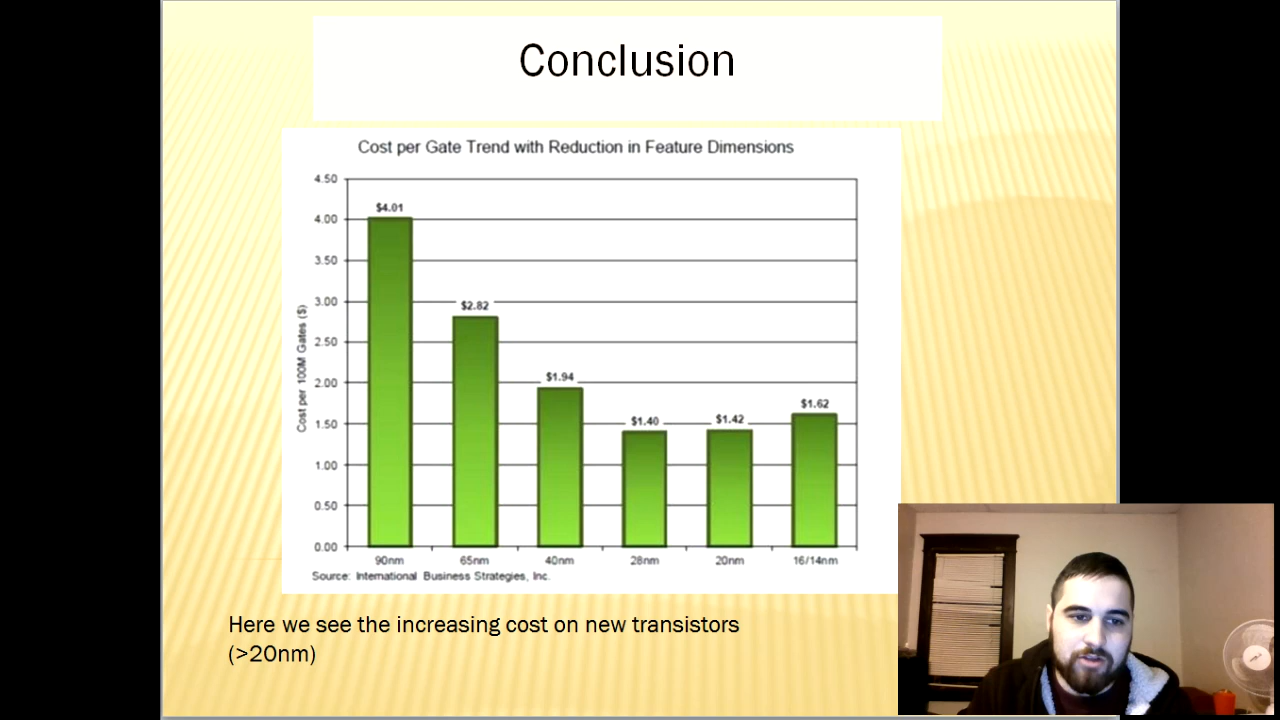 Conclusion
Cost per Gate Trend with Reduction in Feature Dimensions
Cost per 100M Gates ($)
4.50
4.00
3.50
3.00
2.50
2.00
1.50
1.00
0.50
0.00
$4.01
$2.82
$1.94
$1.40
$1.42
$1.62
90nm 65nm 40nm 28nm 20nm 16/14nm
Source: International Business Strategies, Inc.
Here we see the increasing cost on new transistors
(>20nm)